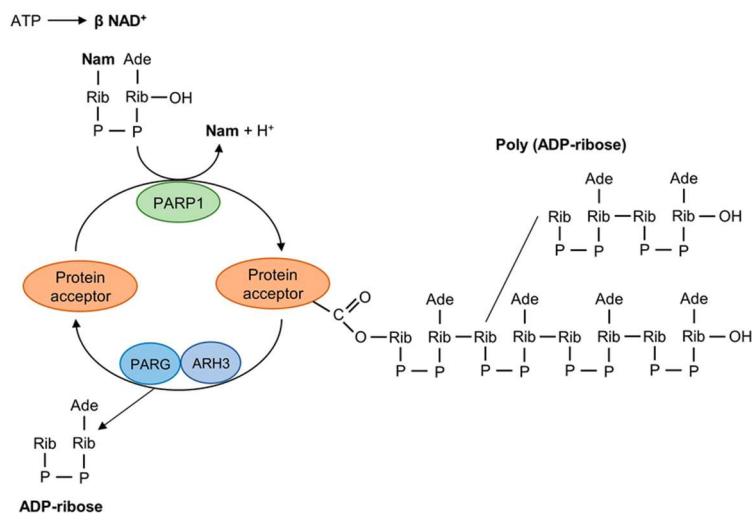 ATP β NAD⁺
Nam Ade
Rib Rib OH
P P
Nam + H⁺
PARP1
Protein
acceptor
Protein
acceptor
PARG ARH3
Ade
Rib Rib
P P
ADP-ribose
Poly (ADP-ribose)
Ade Ade
Rib Rib Rib Rib OH
P P P P
C O
O Rib Rib Rib Rib Rib Rib Rib Rib OH
Ade Ade Ade Ade
P P P P P P P P